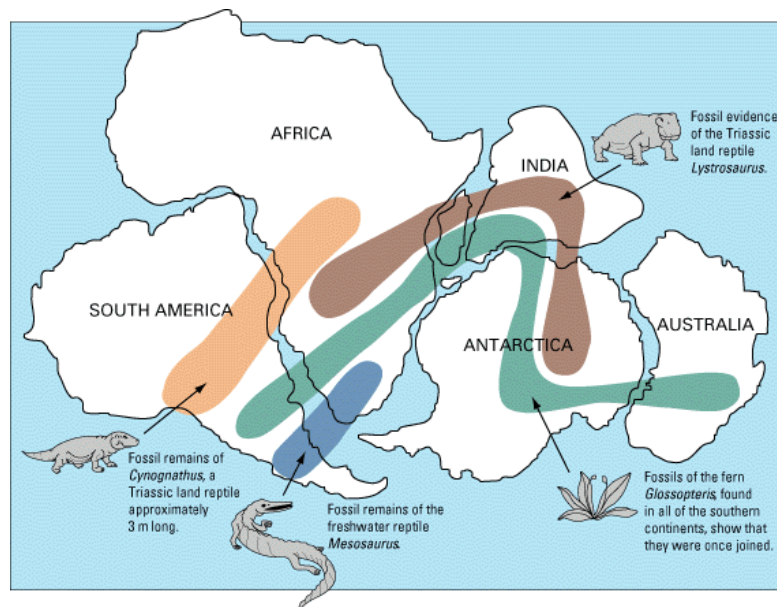 AFRICA
Fossil evidence
of the Triassic
land reptile
Lystrosaurus.
INDIA
SOUTH AMERICA
ANTARCTICA
AUSTRALIA
Fossil remains of
Cynognathus, a
Triassic land reptile
approximately
3 m long.
Fossil remains of the
freshwater reptile
Mesosaurus.
Fossils of the fern
Glossopteris, found
in all of the southern
continents, show that
they were once joined.